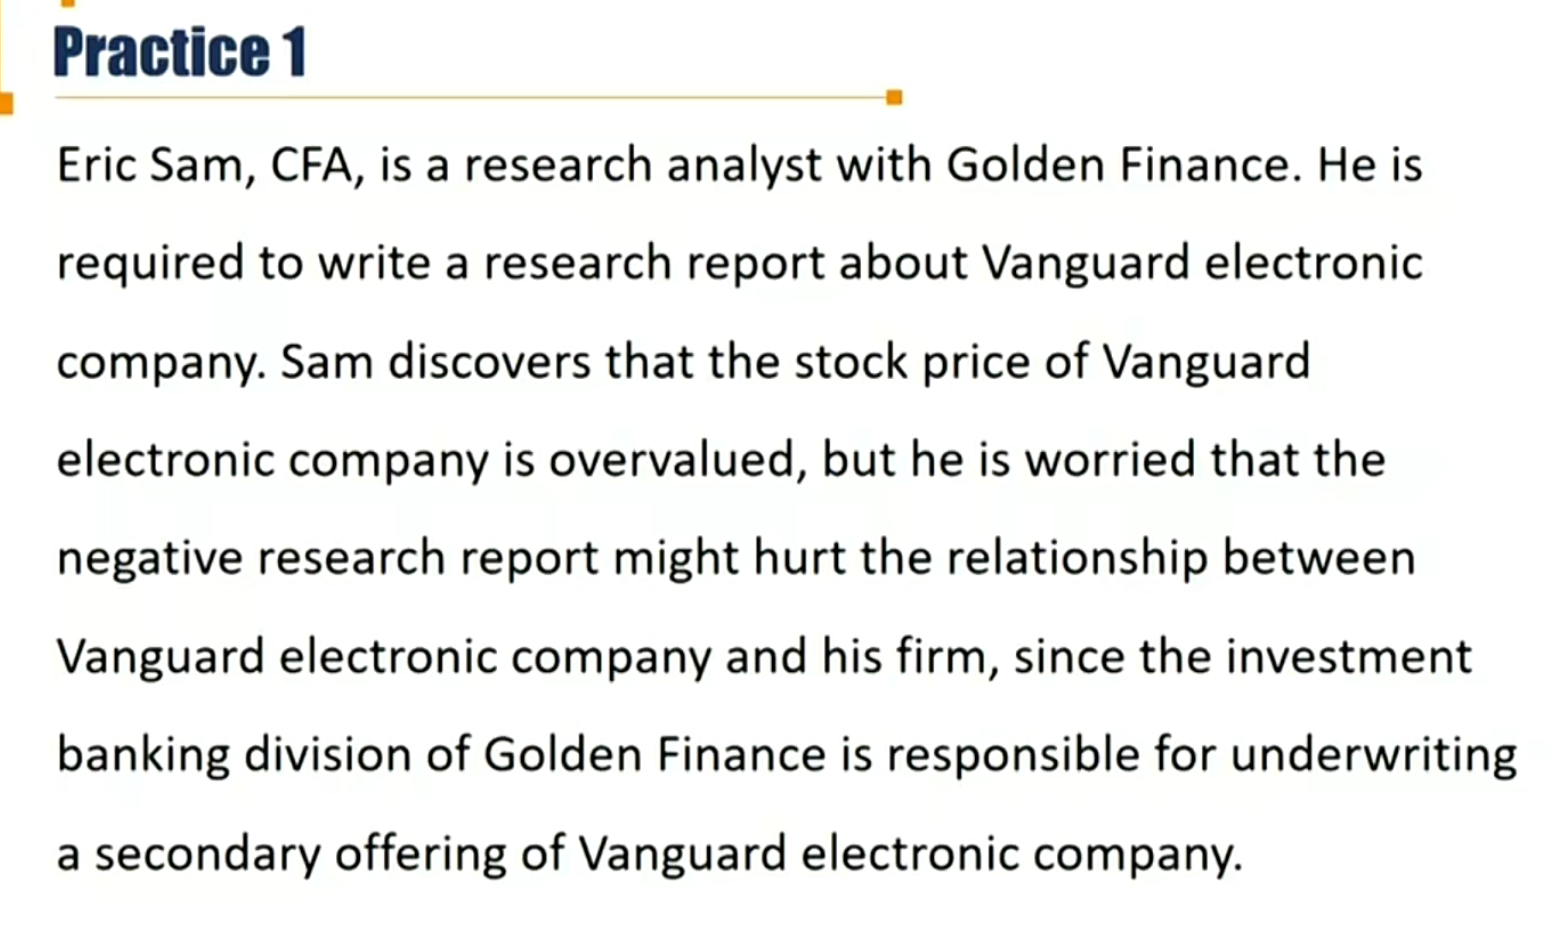 Practice 1
Eric Sam, CFA, is a research analyst with Golden Finance. He is
required to write a research report about Vanguard electronic
company. Sam discovers that the stock price of Vanguard
electronic company is overvalued, but he is worried that the
negative research report might hurt the relationship between
Vanguard electronic company and his firm, since the investment
banking division of Golden Finance is responsible for underwriting
a secondary offering of Vanguard electronic company.